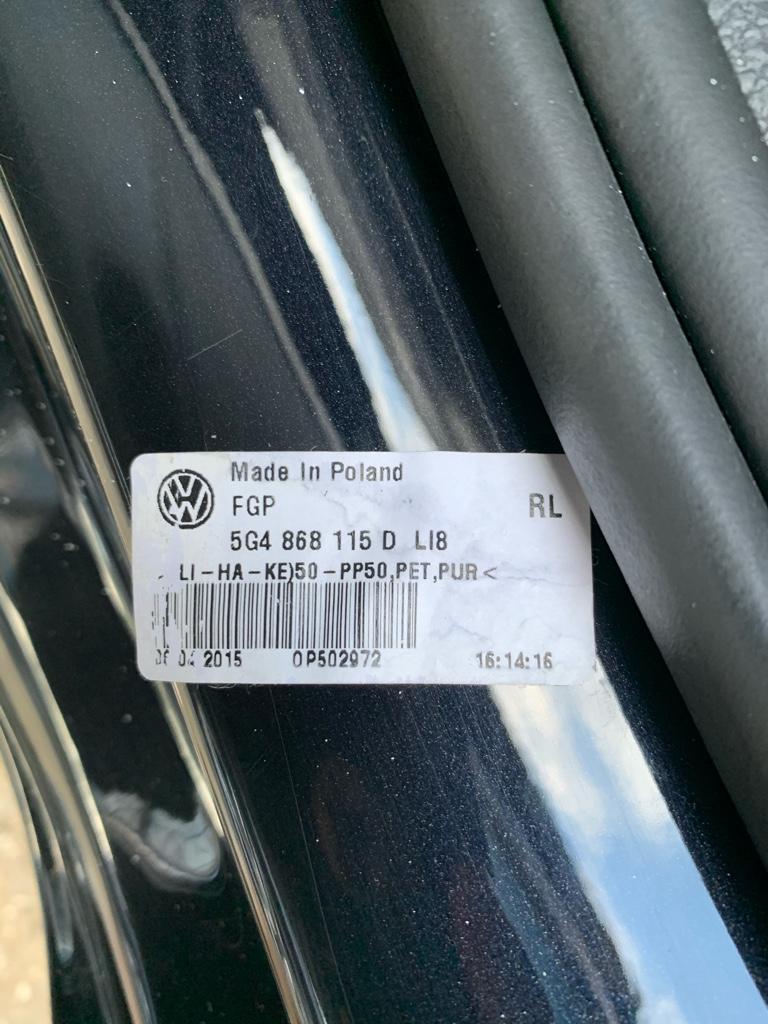 Made In Poland
FGP RL
5G4 868 115 D LI8
LI-HA-KE)50-PP50,PET,PUR<
04 2015 0P502972 16:14:16